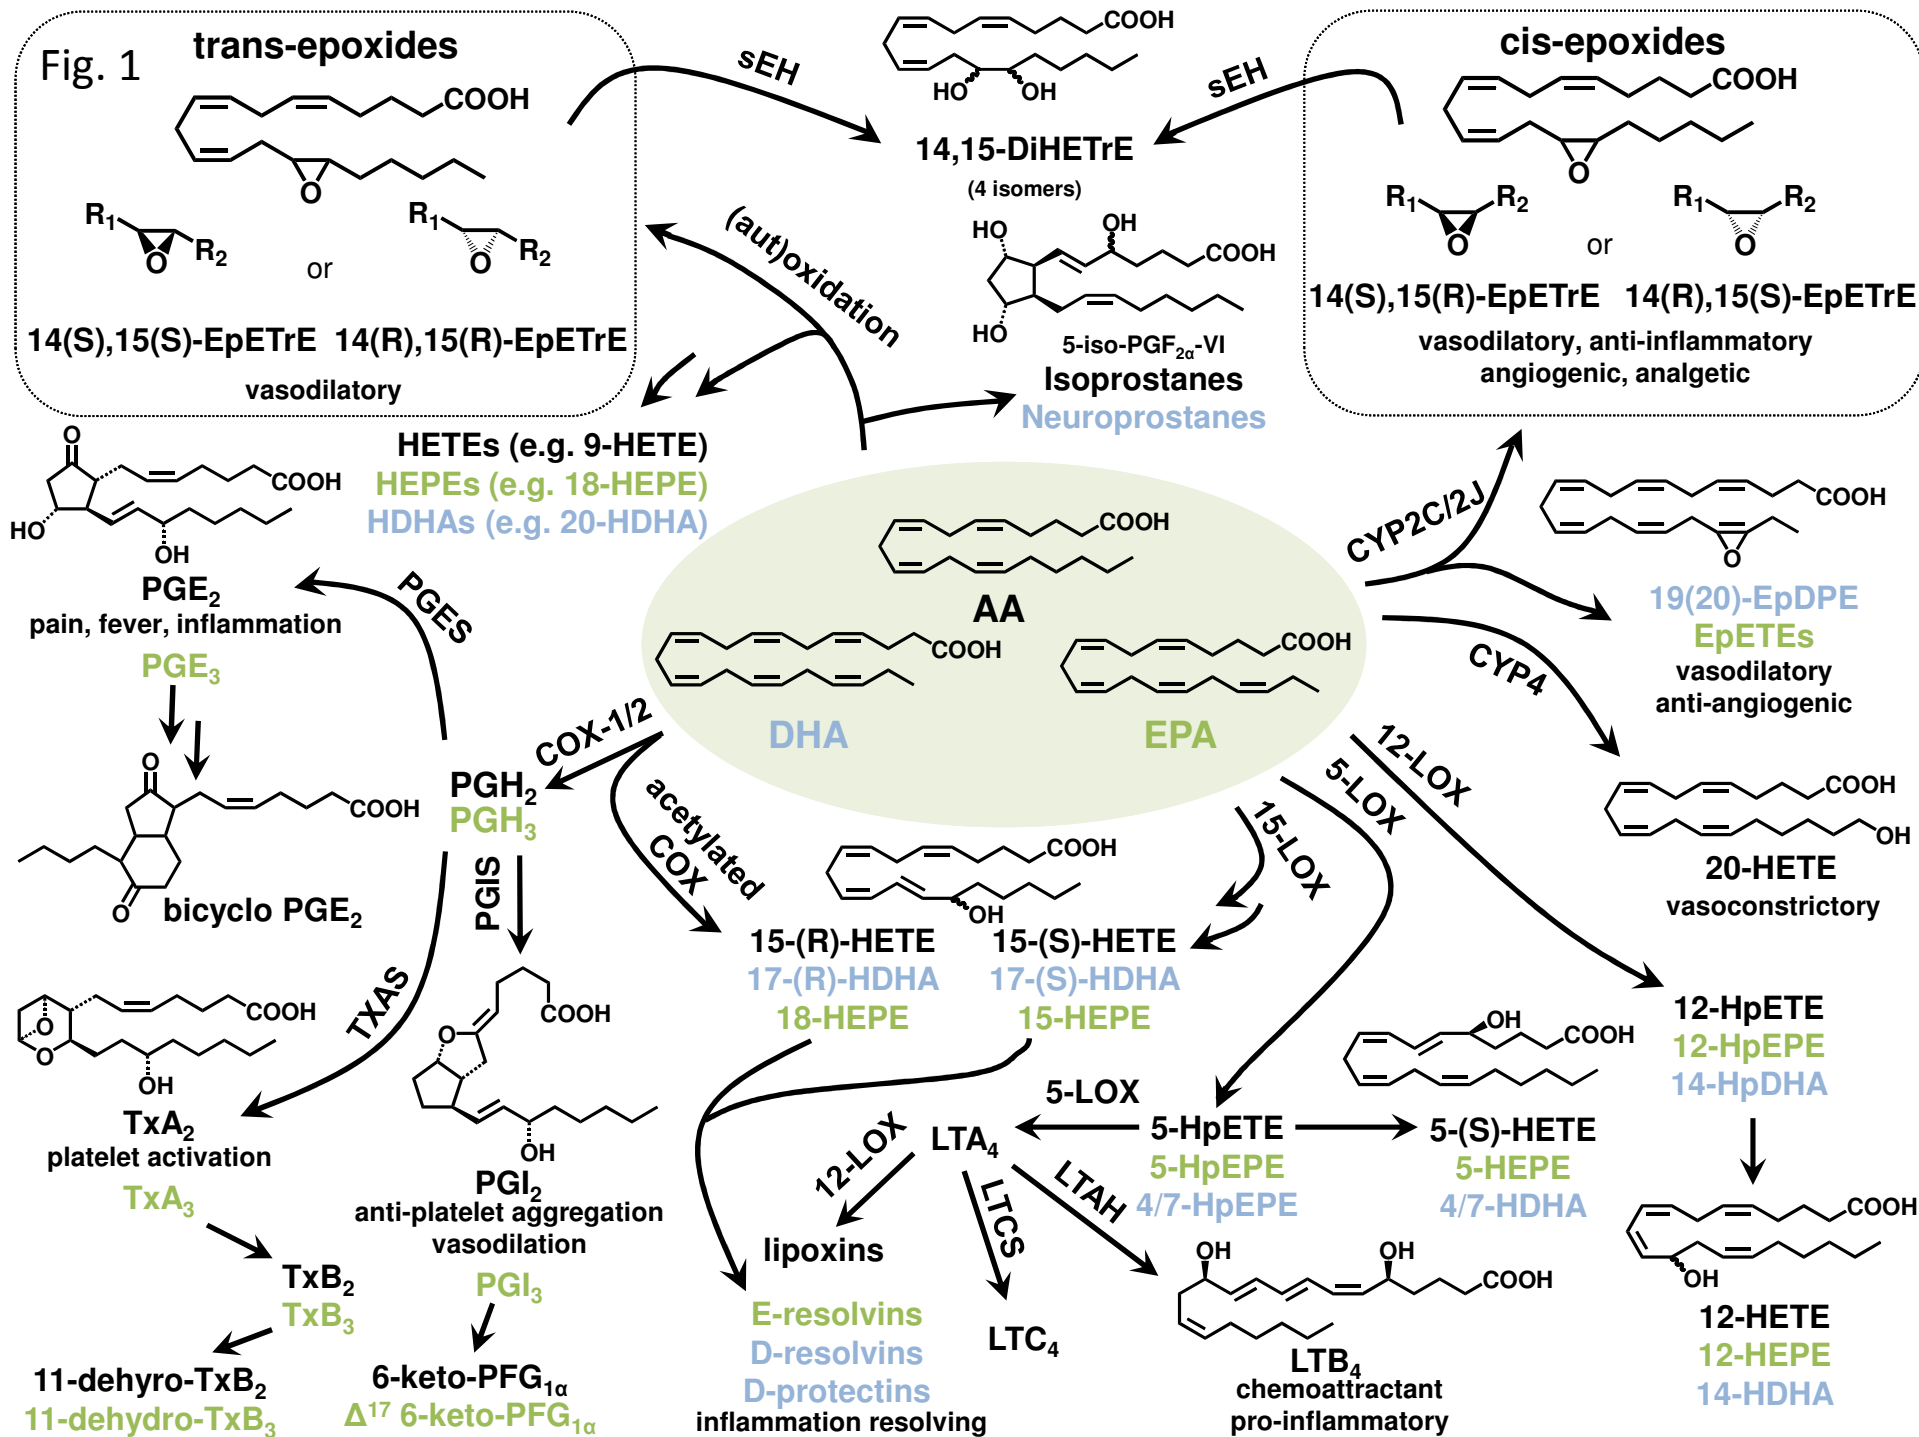 Fig. 1
trans-epoxides
COOH
O
R1
O
R2
or
R1
O
R2
14(S),15(S)-EpETrE 14(R),15(R)-EpETrE
vasodilatory
sEH
COOH
HO OH
14,15-DiHETrE
(4 isomers)
sEH
cis-epoxides
COOH
O
R1
R2
O
or
R1
R2
O
14(S),15(R)-EpETrE 14(R),15(S)-EpETrE
vasodilatory, anti-inflammatory
angiogenic, analgetic
(aut)oxidation
HO
OH
COOH
HO
5-iso-PGF2α-VI
Isoprostanes
Neuroprostanes
HETEs (e.g. 9-HETE)
HEPEs (e.g. 18-HEPE)
HDHAs (e.g. 20-HDHA)
O
COOH
HO
OH
PGE2
pain, fever, inflammation
PGE3
PGES
COOH
AA
COOH
DHA
COOH
EPA
CYP2C/2J
COOH
O
19(20)-EpDPE
EpETEs
vasodilatory
anti-angiogenic
CYP4
COOH
OH
20-HETE
vasoconstrictory
O
COOH
O
bicyclo PGE2
COX-1/2
PGH2
PGH3
acetylated
COX
PGIS
TXAS
COOH
OH
15-(R)-HETE
17-(R)-HDHA
18-HEPE
15-(S)-HETE
17-(S)-HDHA
15-HEPE
15-LOX
5-LOX
12-LOX
O
O
COOH
OH
TxA2
platelet activation
TxA3
TxB2
TxB3
11-dehyro-TxB2
11-dehydro-TxB3
COOH
O
OH
PGI2
anti-platelet aggregation
vasodilation
PGI3
6-keto-PFG1α
Δ17 6-keto-PFG1α
E-resolvins
D-resolvins
D-protectins
inflammation resolving
12-LOX
lipoxins
LTA4
5-LOX
LTCS
LTC4
LTAH
5-HpETE
5-HpEPE
4/7-HpEPE
OH
COOH
5-(S)-HETE
5-HEPE
4/7-HDHA
OH
OH
COOH
LTB4
chemoattractant
pro-inflammatory
12-HpETE
12-HpEPE
14-HpDHA
COOH
OH
12-HETE
12-HEPE
14-HDHA